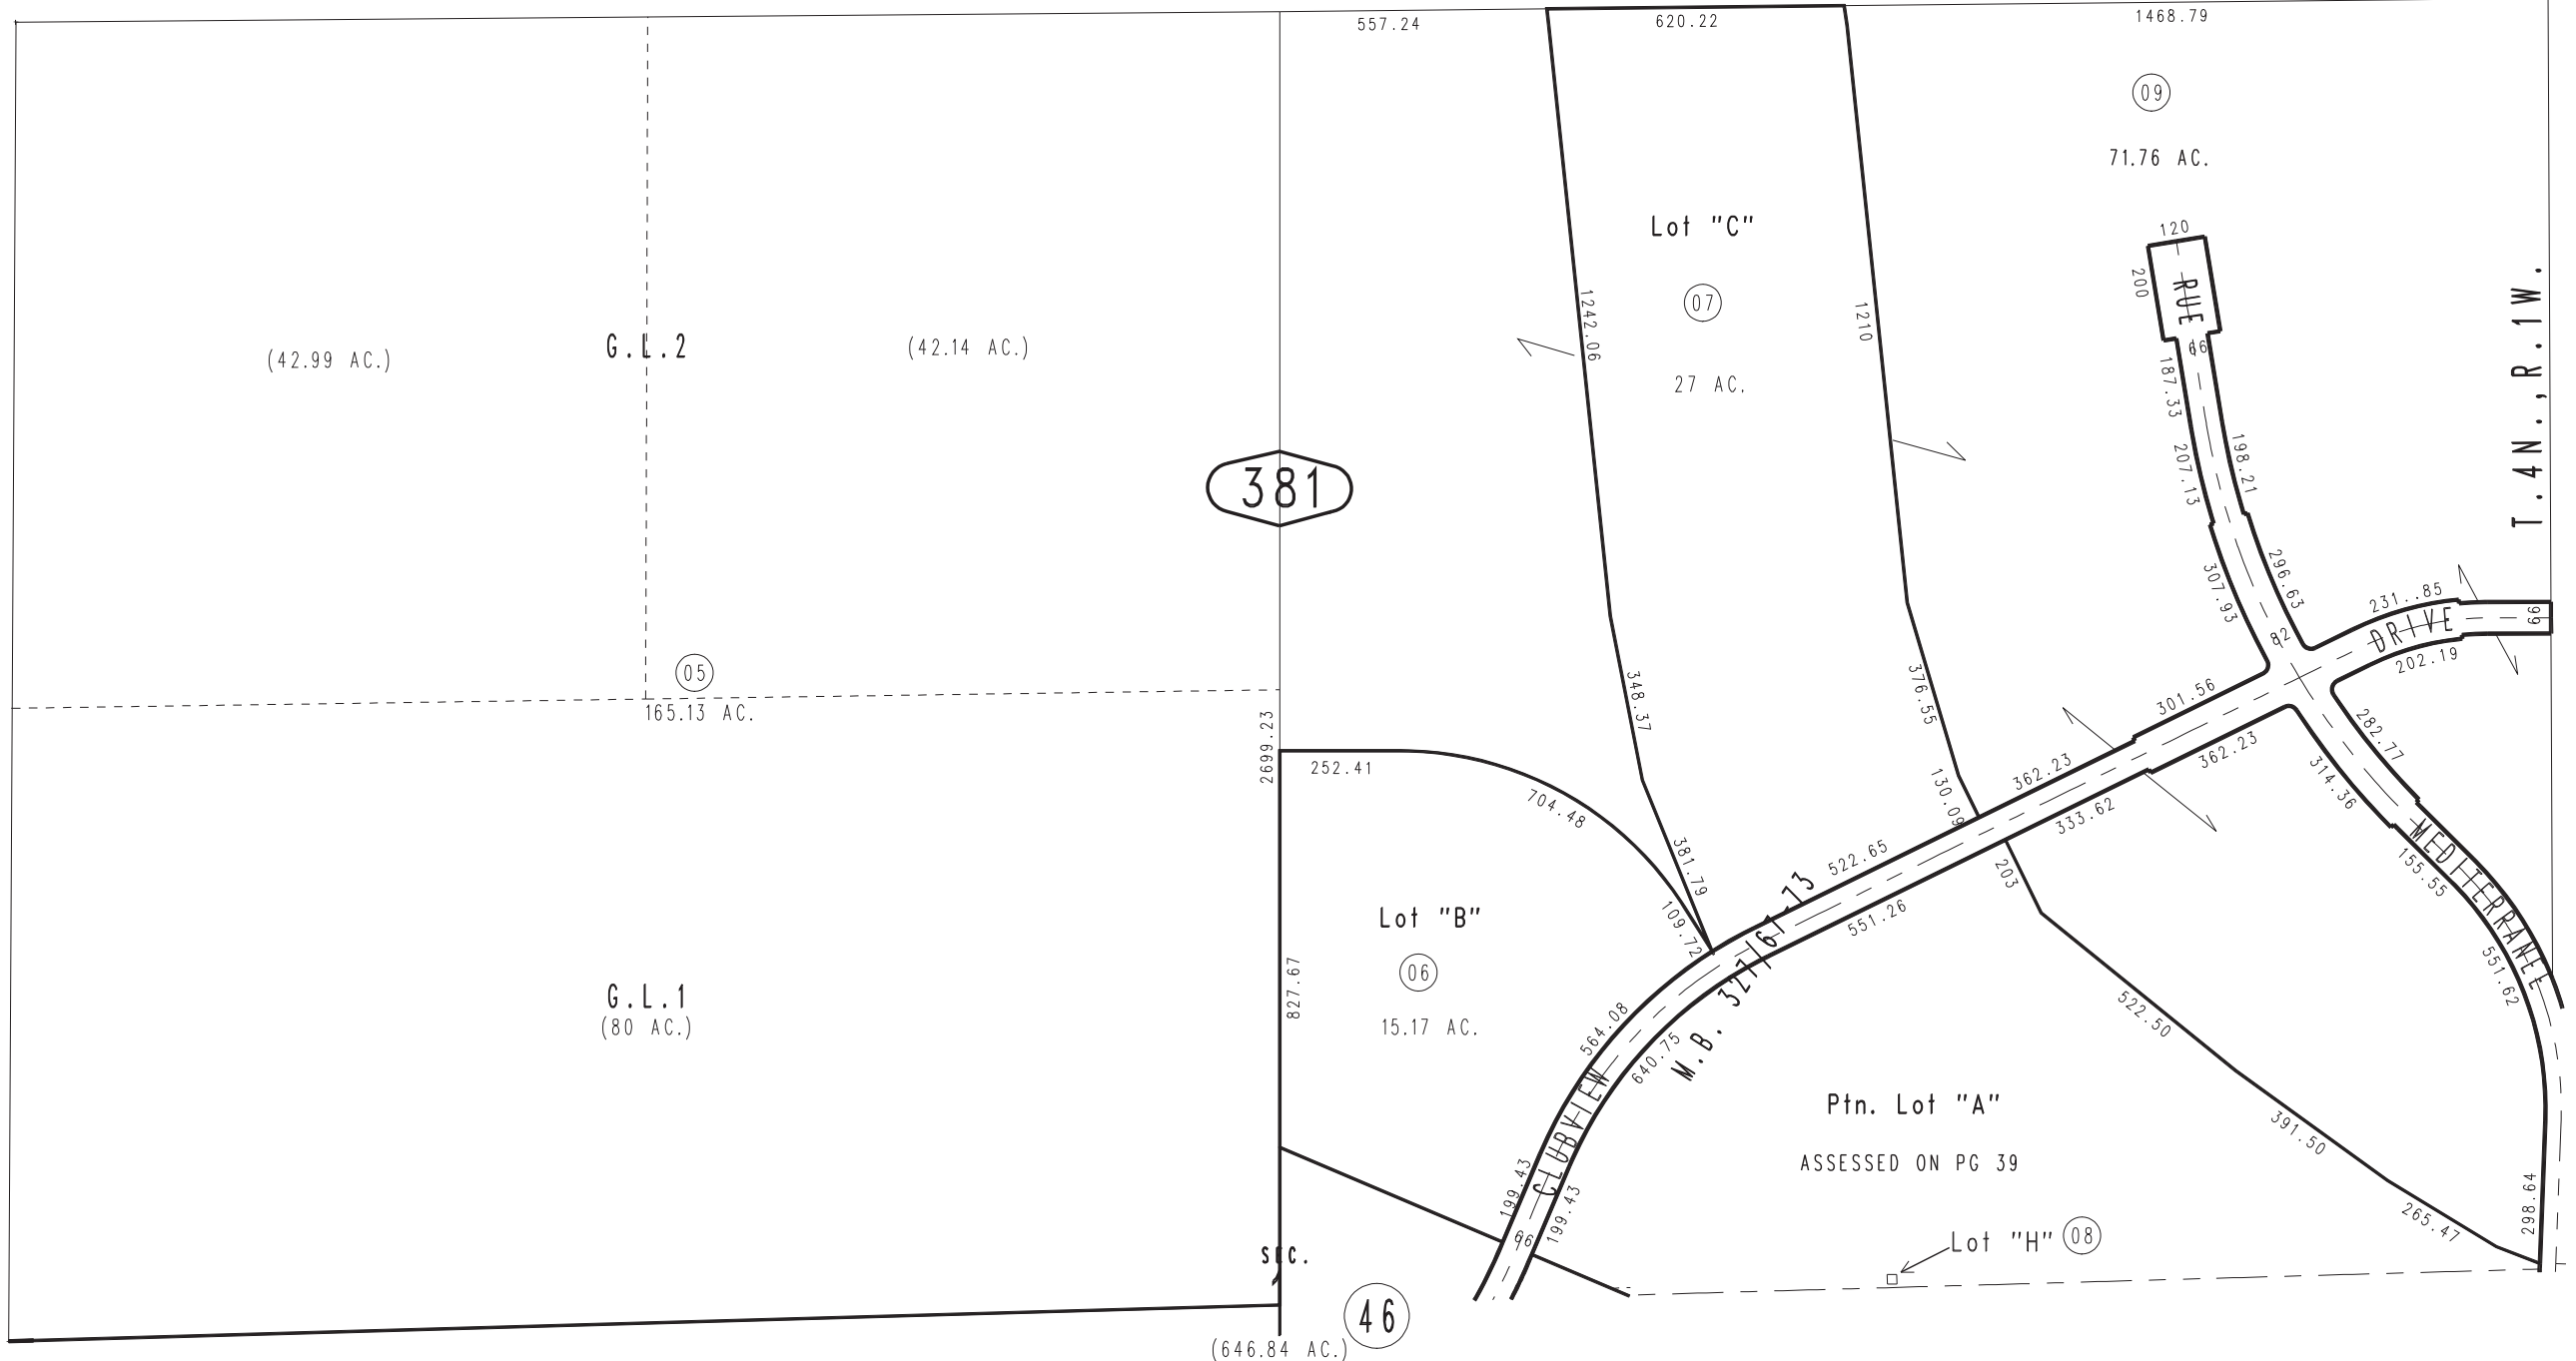 557.24
620.22
1468.79
09
71.76 AC.
120
200
RUE
66
187.33
207.13
198.21
307.93
296.63
82
Lot "C"
07
27 AC.
1242.06
1210
T.4N.,R.1W.
(42.99 AC.)
G.L.2
(42.14 AC.)
381
231..85
DRIVE
66
202.19
05
165.13 AC.
2699.23
252.41
704.48
348.37
376.55
381.79
130.09
109.72
301.56
362.23
362.23
333.62
522.65
551.26
203
282.77
314.36
MEDITERRANEE
155.55
551.62
Lot "B"
06
15.17 AC.
827.67
G.L.1
(80 AC.)
564.08
640.75
M.B. 327/61-73
CLUBVIEW
199.43
199.43
66
522.50
391.50
265.47
298.64
Ptn. Lot "A"
ASSESSED ON PG 39
Lot "H" 08
SEC.
46
(646.84 AC.)